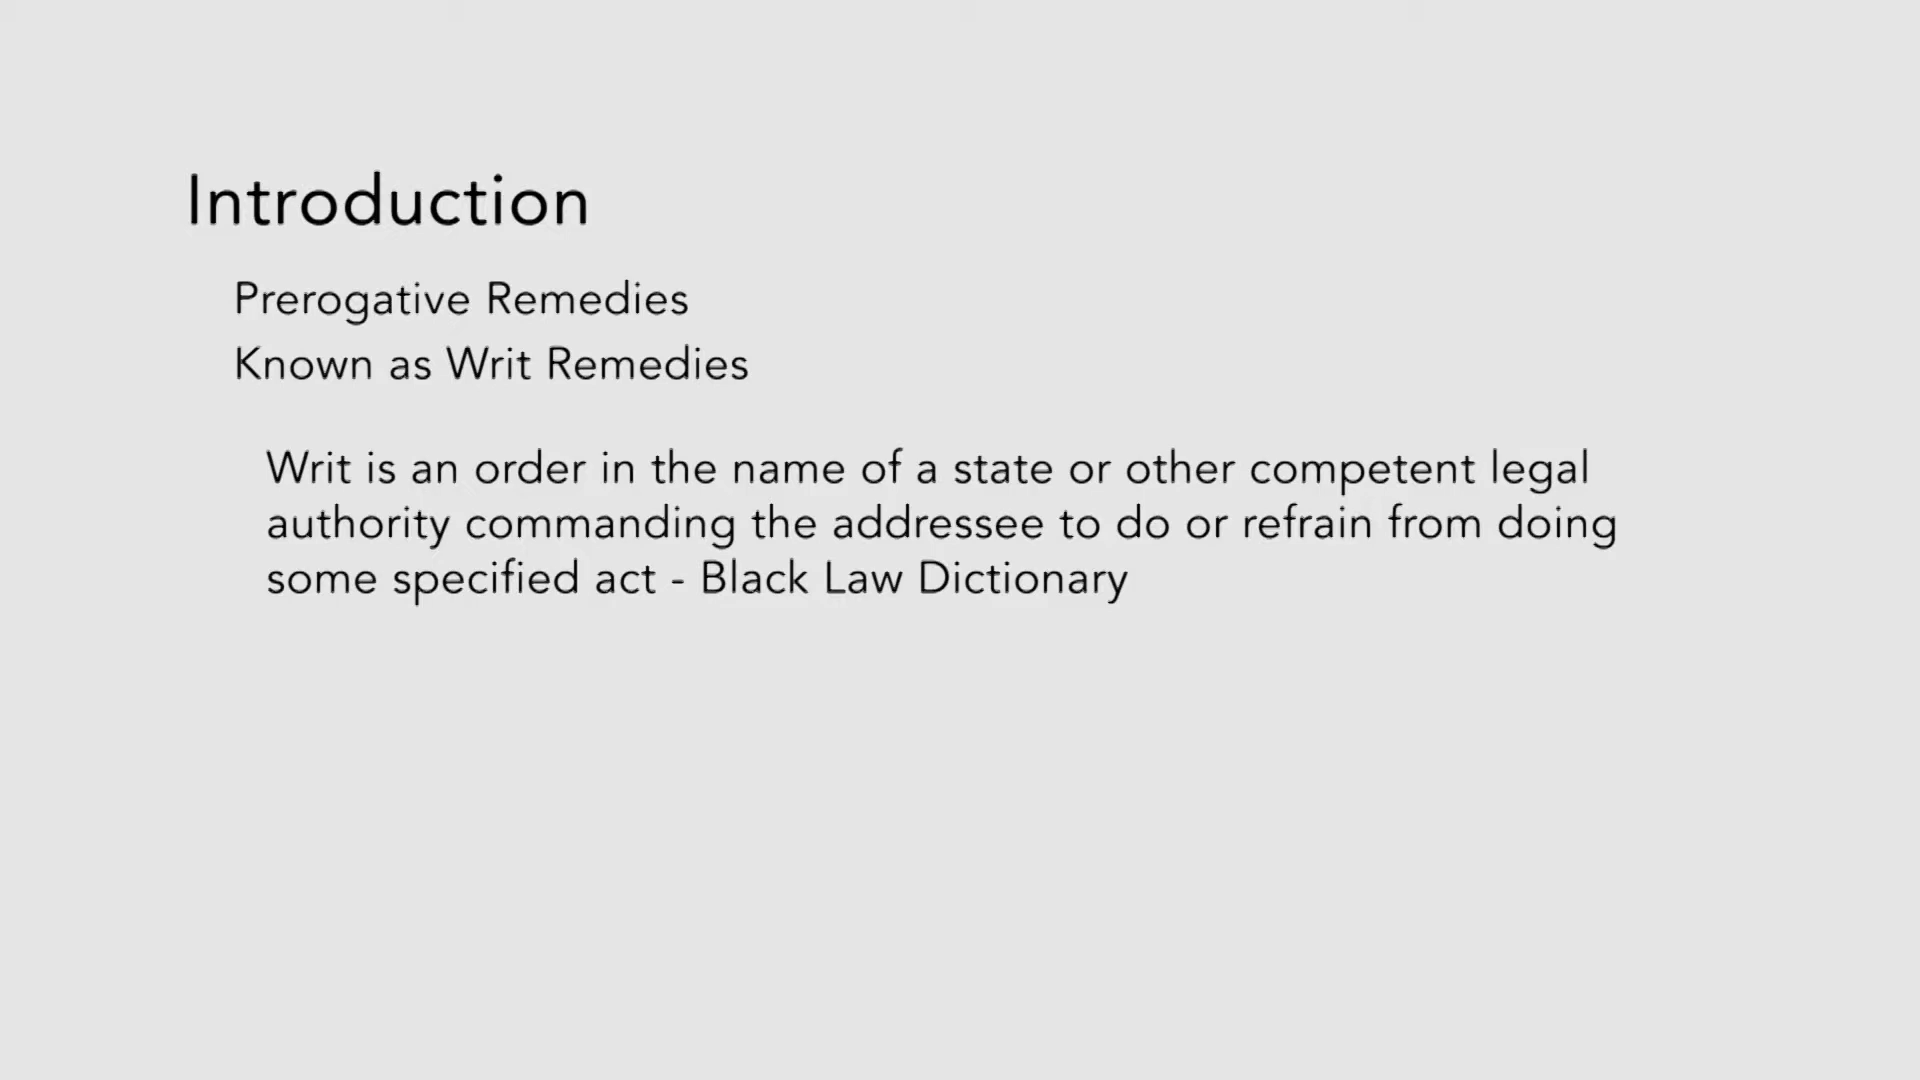 Introduction
Prerogative Remedies
Known as Writ Remedies
Writ is an order in the name of a state or other competent legal
authority commanding the addressee to do or refrain from doing
some specified act - Black Law Dictionary